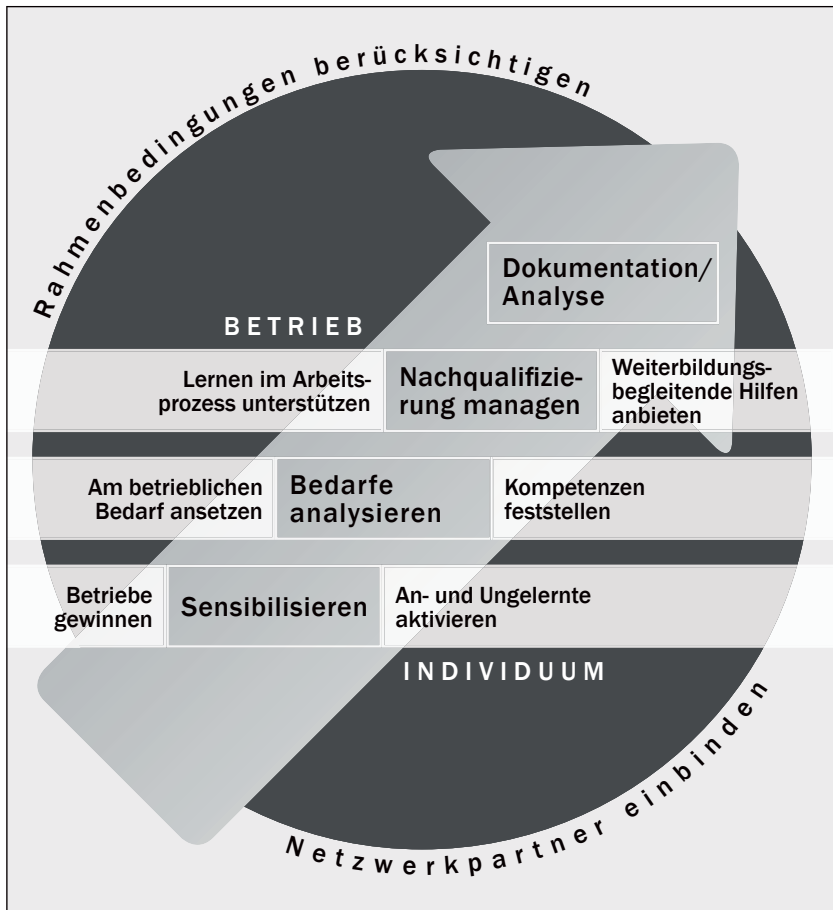 Rahmenbedingungen berücksichtigen
Dokumentation/
Analyse
BETRIEB
Lernen im Arbeits-
prozess unterstützen
Nachqualifizie-
rung managen
Weiterbildungs-
begleitende Hilfen
anbieten
Am betrieblichen
Bedarf ansetzen
Bedarfe
analysieren
Kompetenzen
feststellen
Betriebe
gewinnen
Sensibilisieren
An- und Ungelernte
aktivieren
INDIVIDUUM
Netzwerkpartner einbinden